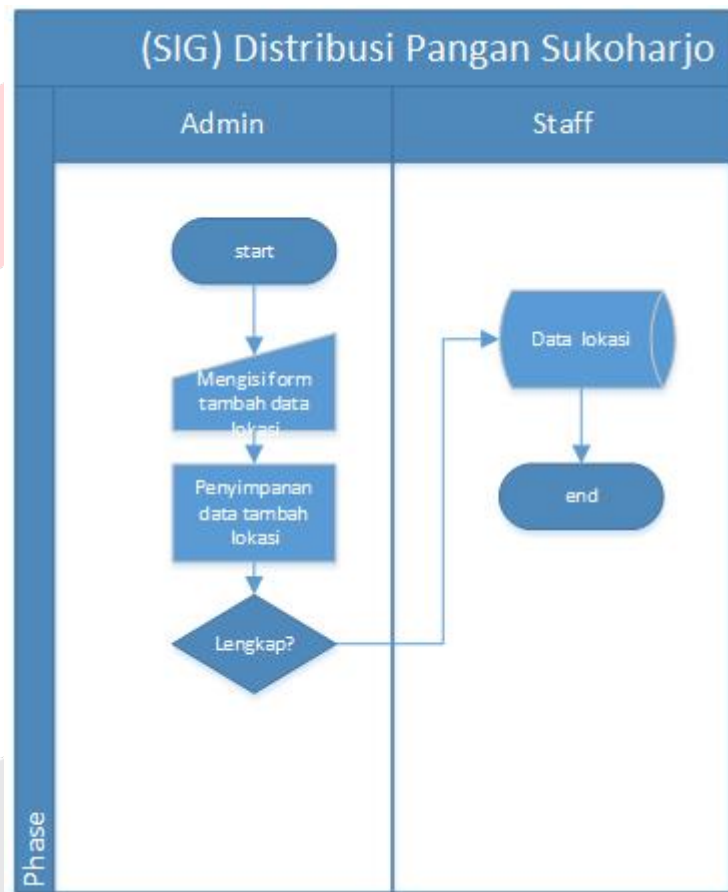 (SIG) Distribusi Pangan Sukoharjo
Admin
Staff
start
Mengisi form
tambah data
lokasi
Penyimpanan
data tambah
lokasi
Lengkap?
Data lokasi
end
Phase